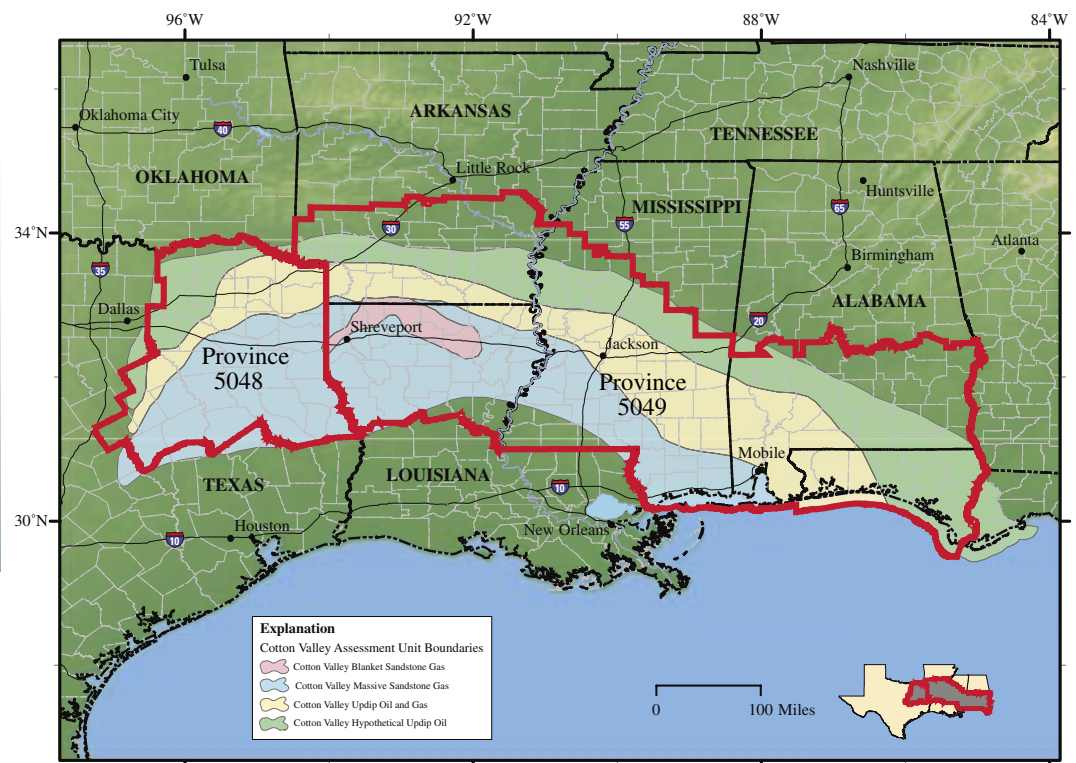 96°W
92°W
88°W
84°W
Tulsa
Nashville
Oklahoma City
ARKANSAS
40
TENNESSEE
OKLAHOMA
Little Rock
Huntsville
MISSISSIPPI
65
30
55
34°N
Atlanta
Birmingham
35
ALABAMA
Dallas
20
Shreveport
Jackson
Province
5048
Province
5049
Mobile
TEXAS
LOUISIANA
10
30°N
Houston
New Orleans
10
Explanation
Cotton Valley Assessment Unit Boundaries
Cotton Valley Blanket Sandstone Gas
Cotton Valley Massive Sandstone Gas
Cotton Valley Updip Oil and Gas
Cotton Valley Hypothetical Updip Oil
0
100 Miles